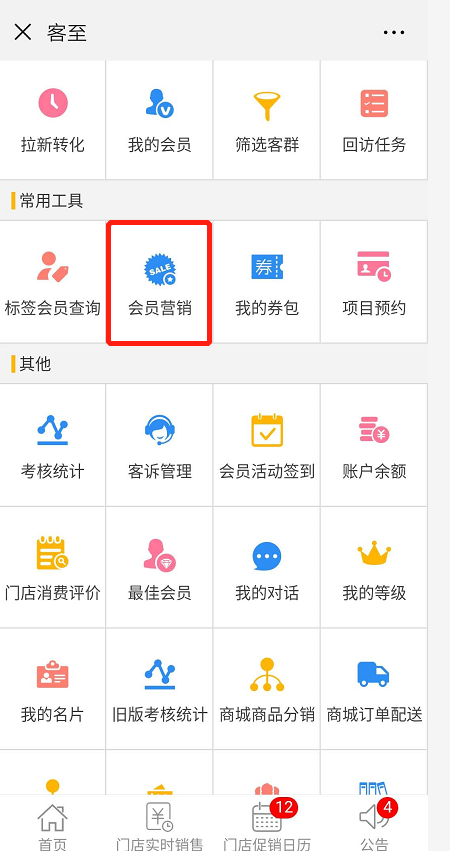 客至
拉新转化 我的会员 筛选客群 回访任务
常用工具
SALE 券
标签会员查询 会员营销 我的券包 项目预约
其他
考核统计 客诉管理 会员活动签到 账户余额
门店消费评价 最佳会员 我的对话 我的等级
我的名片 旧版考核统计 商城商品分销 商城订单配送
12 4
首页 门店实时销售 门店促销日历 公告